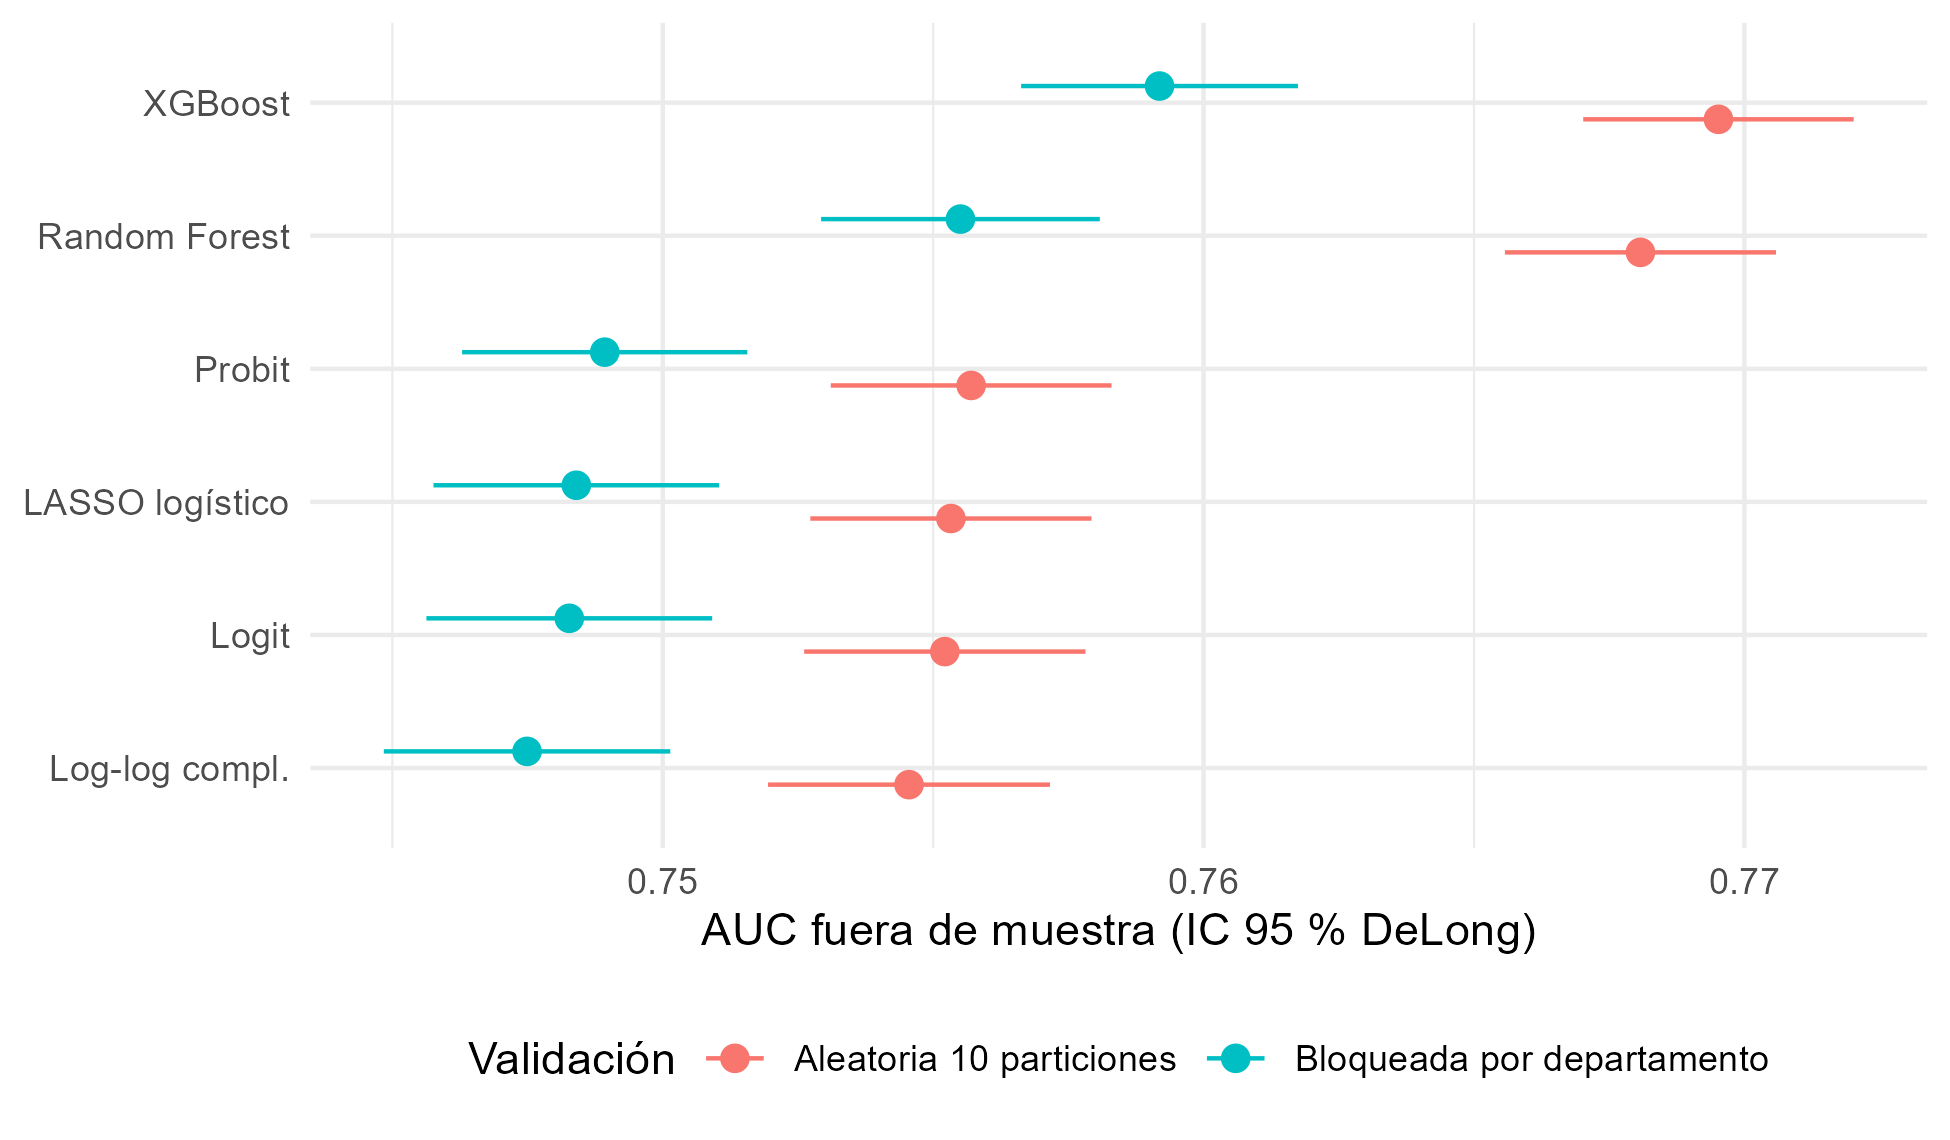 XGBoost
Random Forest
Probit
LASSO logístico
Logit
Log-log compl.
0.75 0.76 0.77
AUC fuera de muestra (IC 95 % DeLong)
Validación Aleatoria 10 particiones Bloqueada por departamento